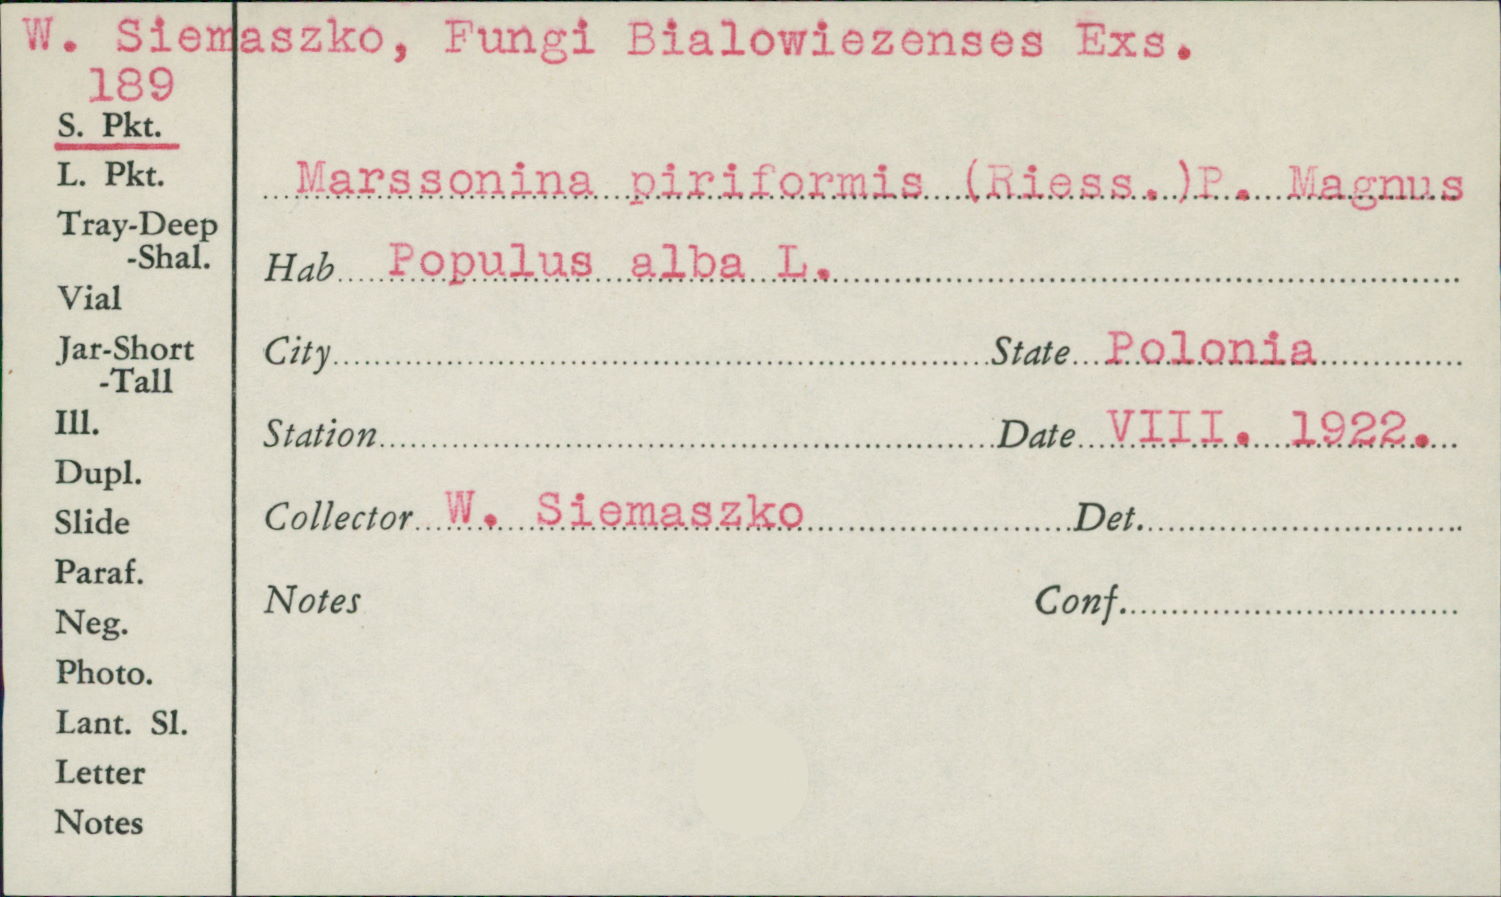 W. Siemaszko, Fungi Bialowiezenses Exs.
189
S. Pkt.
L. Pkt.
Tray-Deep
-Shal.
Vial
Jar-Short
-Tall
Ill.
Dupl.
Slide
Paraf.
Neg.
Photo.
Lant. Sl.
Letter
Notes
Marssonina piriformis (Riess.)P. Magnus
Hab. Populus alba L.
City State Polonia
Station Date VIII. 1922.
Collector W. Siemaszko Det.
Notes Conf.